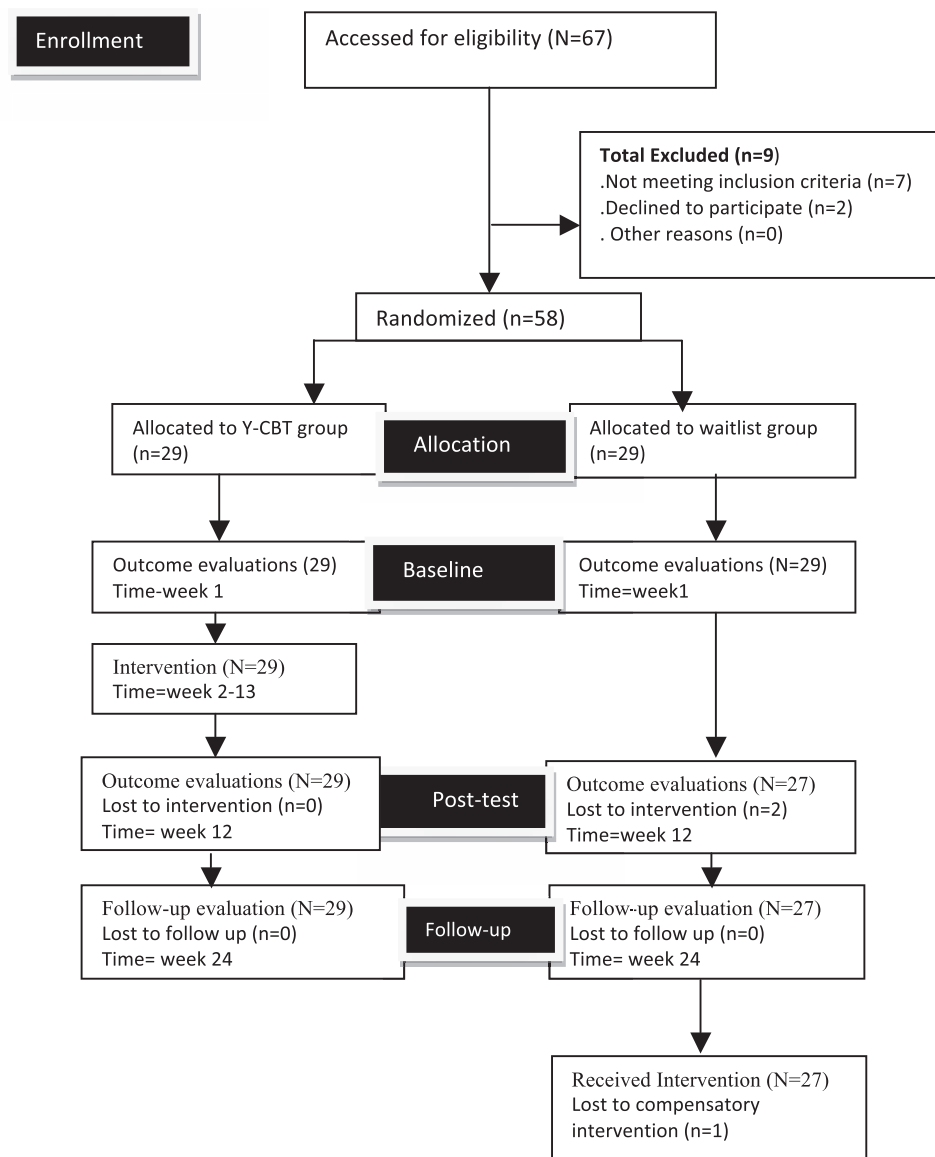 Enrollment
Accessed for eligibility (N=67)
Total Excluded (n=9)
.Not meeting inclusion criteria (n=7)
.Declined to participate (n=2)
. Other reasons (n=0)
Randomized (n=58)
Allocated to Y-CBT group
(n=29)
Allocation
Allocated to waitlist group
(n=29)
Outcome evaluations (29)
Time-week 1
Baseline
Outcome evaluations (N=29)
Time=week1
Intervention (N=29)
Time=week 2-13
Outcome evaluations (N=29)
Lost to intervention (n=0)
Time= week 12
Post-test
Outcome evaluations (N=27)
Lost to intervention (n=2)
Time=week 12
Follow-up evaluation (N=29)
Lost to follow up (n=0)
Time= week 24
Follow-up
Follow-up evaluation (N=27)
Lost to follow up (n=0)
Time= week 24
Received Intervention (N=27)
Lost to compensatory
intervention (n=1)